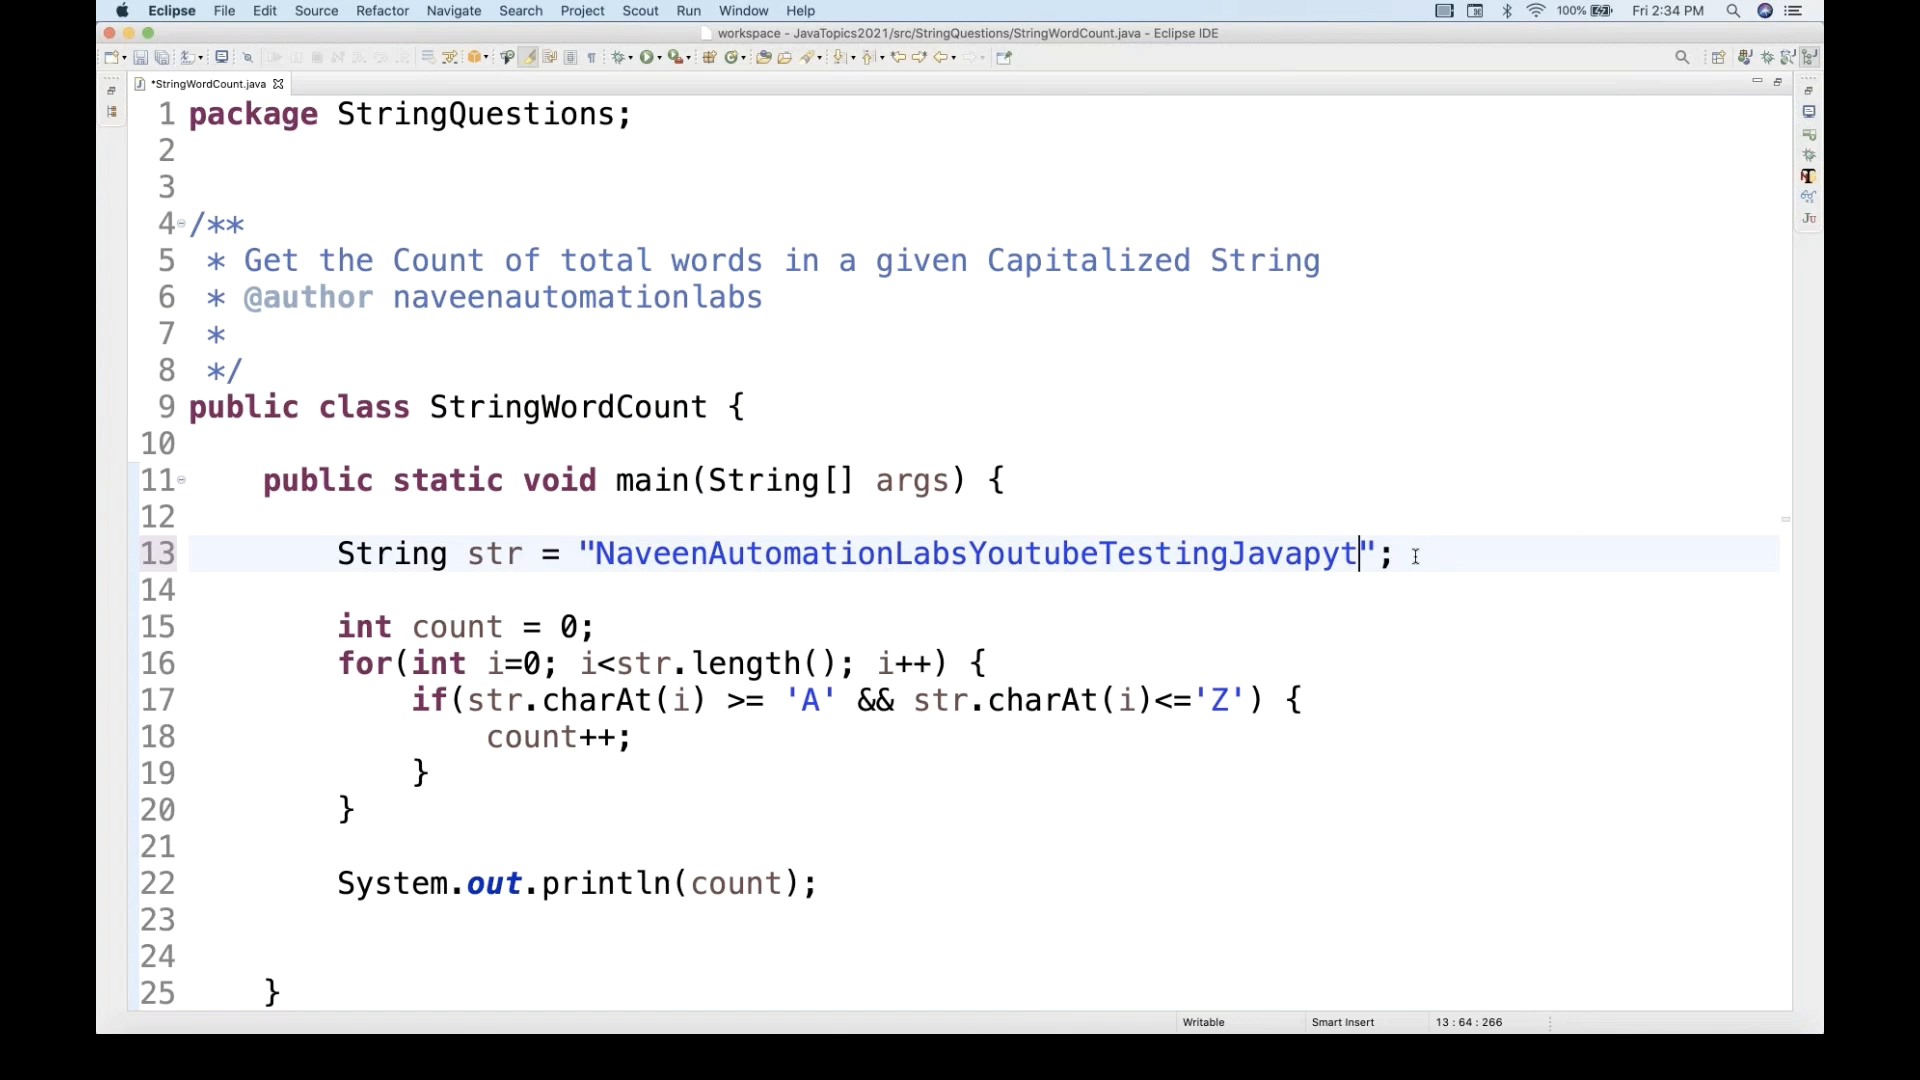 Eclipse File Edit Source Refactor Navigate Search Project Scout Run Window Help 100% Fri 2:34 PM
workspace - JavaTopics2021/src/StringQuestions/StringWordCount.java - Eclipse IDE
*StringWordCount.java
1 package StringQuestions;
2
3
4 /**
5 * Get the Count of total words in a given Capitalized String
6 * @author naveenautomationlabs
7 *
8 */
9 public class StringWordCount {
10
11 public static void main(String[] args) {
12
13 String str = "NaveenAutomationLabsYoutubeTestingJavapyt";
14
15 int count = 0;
16 for(int i=0; i<str.length(); i++) {
17 if(str.charAt(i) >= 'A' && str.charAt(i)<='Z') {
18 count++;
19 }
20 }
21
22 System.out.println(count);
23
24
25 }
Ju
Writable Smart Insert 13 : 64 : 266